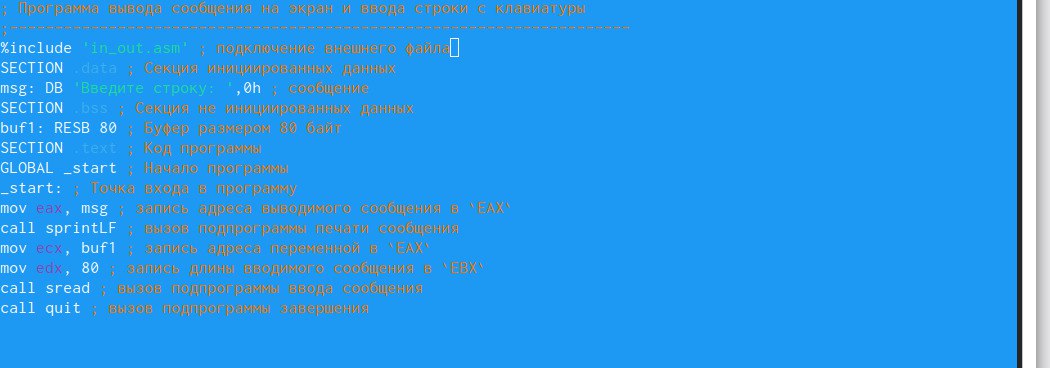 ; Программа вывода сообщения на экран и ввода строки с клавиатуры
;---------------------------------------------------------------------
%include 'in_out.asm' ; подключение внешнего файла
SECTION .data ; Секция инициированных данных
msg: DB 'Введите строку: ',0h ; сообщение
SECTION .bss ; Секция не инициированных данных
buf1: RESB 80 ; Буфер размером 80 байт
SECTION .text ; Код программы
GLOBAL _start ; Начало программы
_start: ; Точка входа в программу
mov eax, msg ; запись адреса выводимого сообщения в `EAX`
call sprintLF ; вызов подпрограммы печати сообщения
mov ecx, buf1 ; запись адреса переменной в `EAX`
mov edx, 80 ; запись длины вводимого сообщения в `EBX`
call sread ; вызов подпрограммы ввода сообщения
call quit ; вызов подпрограммы завершения